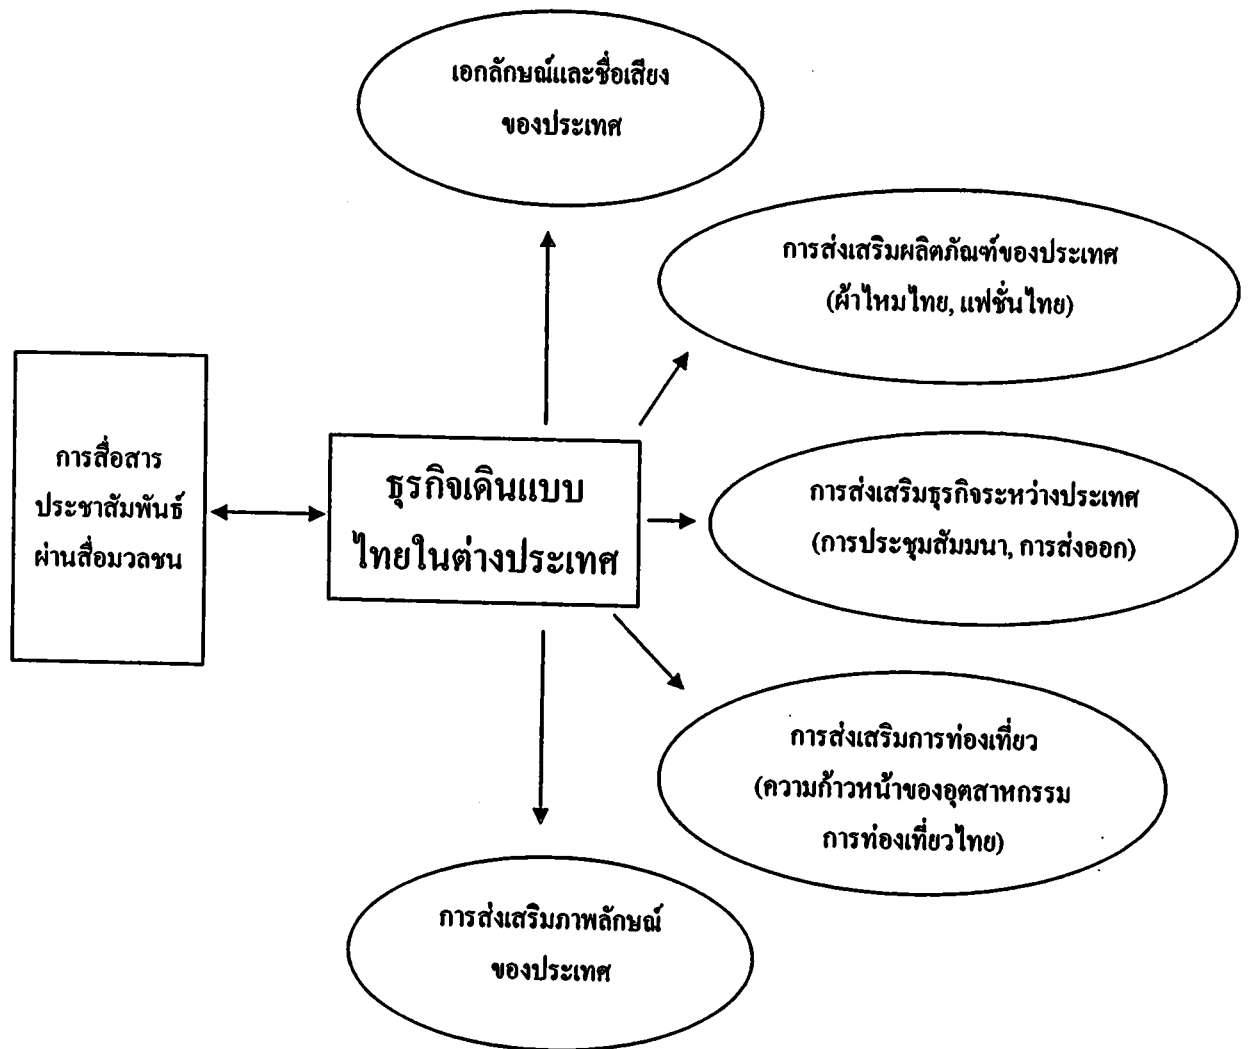 เอกลักษณ์และชื่อเสียง
ของประเทศ
การส่งเสริมผลิตภัณฑ์ของประเทศ
(ผ้าไหมไทย, แฟชั่นไทย)
การสื่อสาร
ประชาสัมพันธ์
ผ่านสื่อมวลชน
ธุรกิจเดินแบบ
ไทยในต่างประเทศ
การส่งเสริมธุรกิจระหว่างประเทศ
(การประชุมสัมมนา, การส่งออก)
การส่งเสริมการท่องเที่ยว
(ความก้าวหน้าของอุตสาหกรรม
การท่องเที่ยวไทย)
การส่งเสริมภาพลักษณ์
ของประเทศ